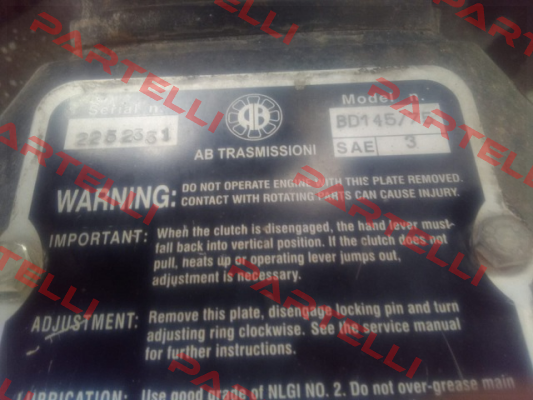 Serial n. Model n.
2252361 BD145/
AB
SAE 3
AB TRASMISSIONI
WARNING: DO NOT OPERATE ENGINE WITH THIS PLATE REMOVED.
CONTACT WITH ROTATING PARTS CAN CAUSE INJURY.
IMPORTANT: When the clutch is disengaged, the hand lever must
fall back into vertical position. If the clutch does not
pull, heats up or operating lever jumps out,
adjustment is necessary.
ADJUSTMENT: Remove this plate, disengage locking pin and turn
adjusting ring clockwise. See the service manual
for further instructions.
LUBRICATION: Use good grade of NLGI NO. 2. Do not over-grease main
PARTELLI
PARTELLI
PARTELLI
PARTELLI
PARTELLI